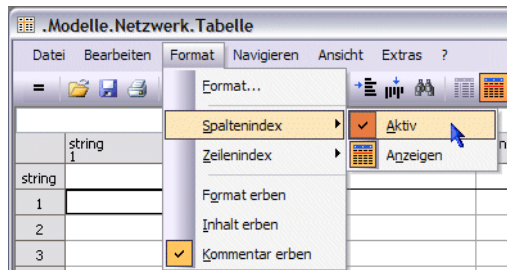 .Modelle.Netzwerk.Tabelle
Datei Bearbeiten Format Navigieren Ansicht Extras ?
=
Format...
Spaltenindex Aktiv
string
1
Zeilenindex Anzeigen
string
Format erben
1
Inhalt erben
2
Kommentar erben
3